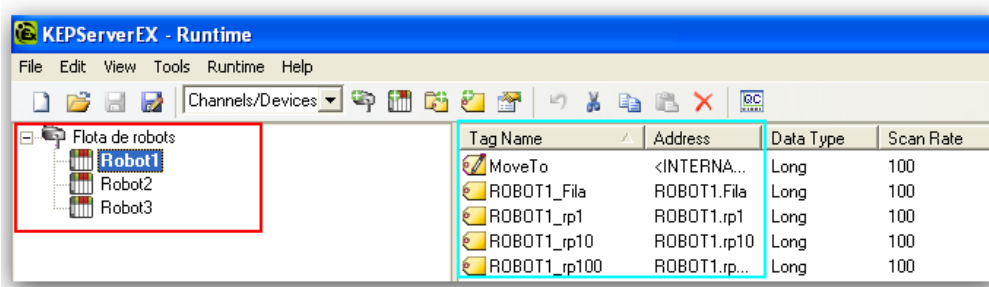 KEPServerEX - Runtime
File Edit View Tools Runtime Help
Channels/Devices
QC
Flota de robots
Robot1
Robot2
Robot3
Tag Name Address Data Type Scan Rate
MoveTo <INTERNA... Long 100
ROBOT1_Fila ROBOT1.Fila Long 100
ROBOT1_rp1 ROBOT1.rp1 Long 100
ROBOT1_rp10 ROBOT1.rp10 Long 100
ROBOT1_rp100 ROBOT1.rp... Long 100